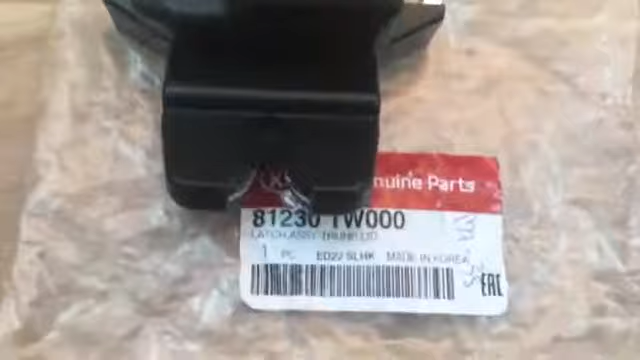 nuine Parts
81230 1W000
LATCH ASSY-TRUNK LID
1 PC ED22 SLHK MADE IN KOREA
EAC